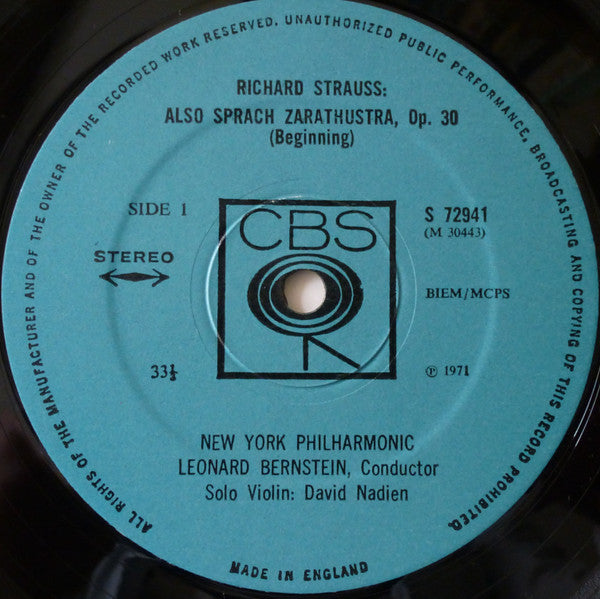 ALL RIGHTS OF THE MANUFACTURER AND OF THE OWNER OF THE RECORDED WORK RESERVED. UNAUTHORIZED PUBLIC PERFORMANCE, BROADCASTING AND COPYING OF THIS RECORD PROHIBITED.
RICHARD STRAUSS:
ALSO SPRACH ZARATHUSTRA, Op. 30
(Beginning)
SIDE 1
CBS
S 72941
(M 30443)
STEREO
BIEM/MCPS
33⅓
℗ 1971
NEW YORK PHILHARMONIC
LEONARD BERNSTEIN, Conductor
Solo Violin: David Nadien
MADE IN ENGLAND